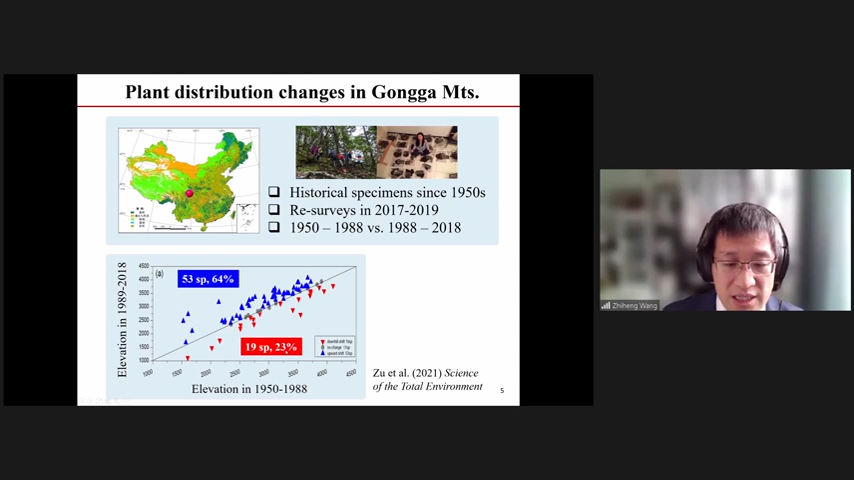 Plant distribution changes in Gongga Mts.
❑ Historical specimens since 1950s
❑ Re-surveys in 2017-2019
❑ 1950 – 1988 vs. 1988 – 2018
(a)
53 sp, 64%
19 sp, 23%
4500
4000
3500
3000
2500
2000
1500
1000
1000 1500 2000 2500 3000 3500 4000 4500
Elevation in 1989-2018
Elevation in 1950-1988
Zu et al. (2021) Science
of the Total Environment
5
Zhiheng Wang